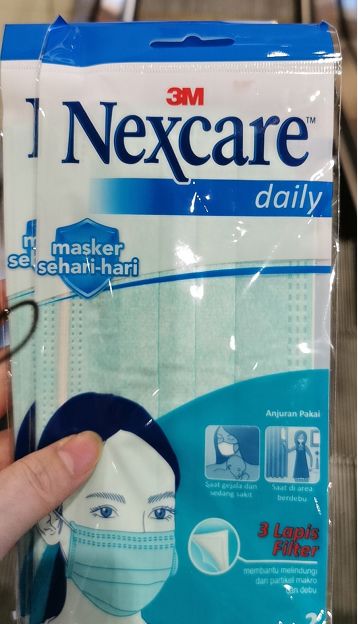 3M
Nexcare™
daily
masker
sehari-hari
Anjuran Pakai
Saat gejala dan
sedang sakit
Saat di area
berdebu
3 Lapis
Filter
membantu melindungi
dari partikel makro
dan debu